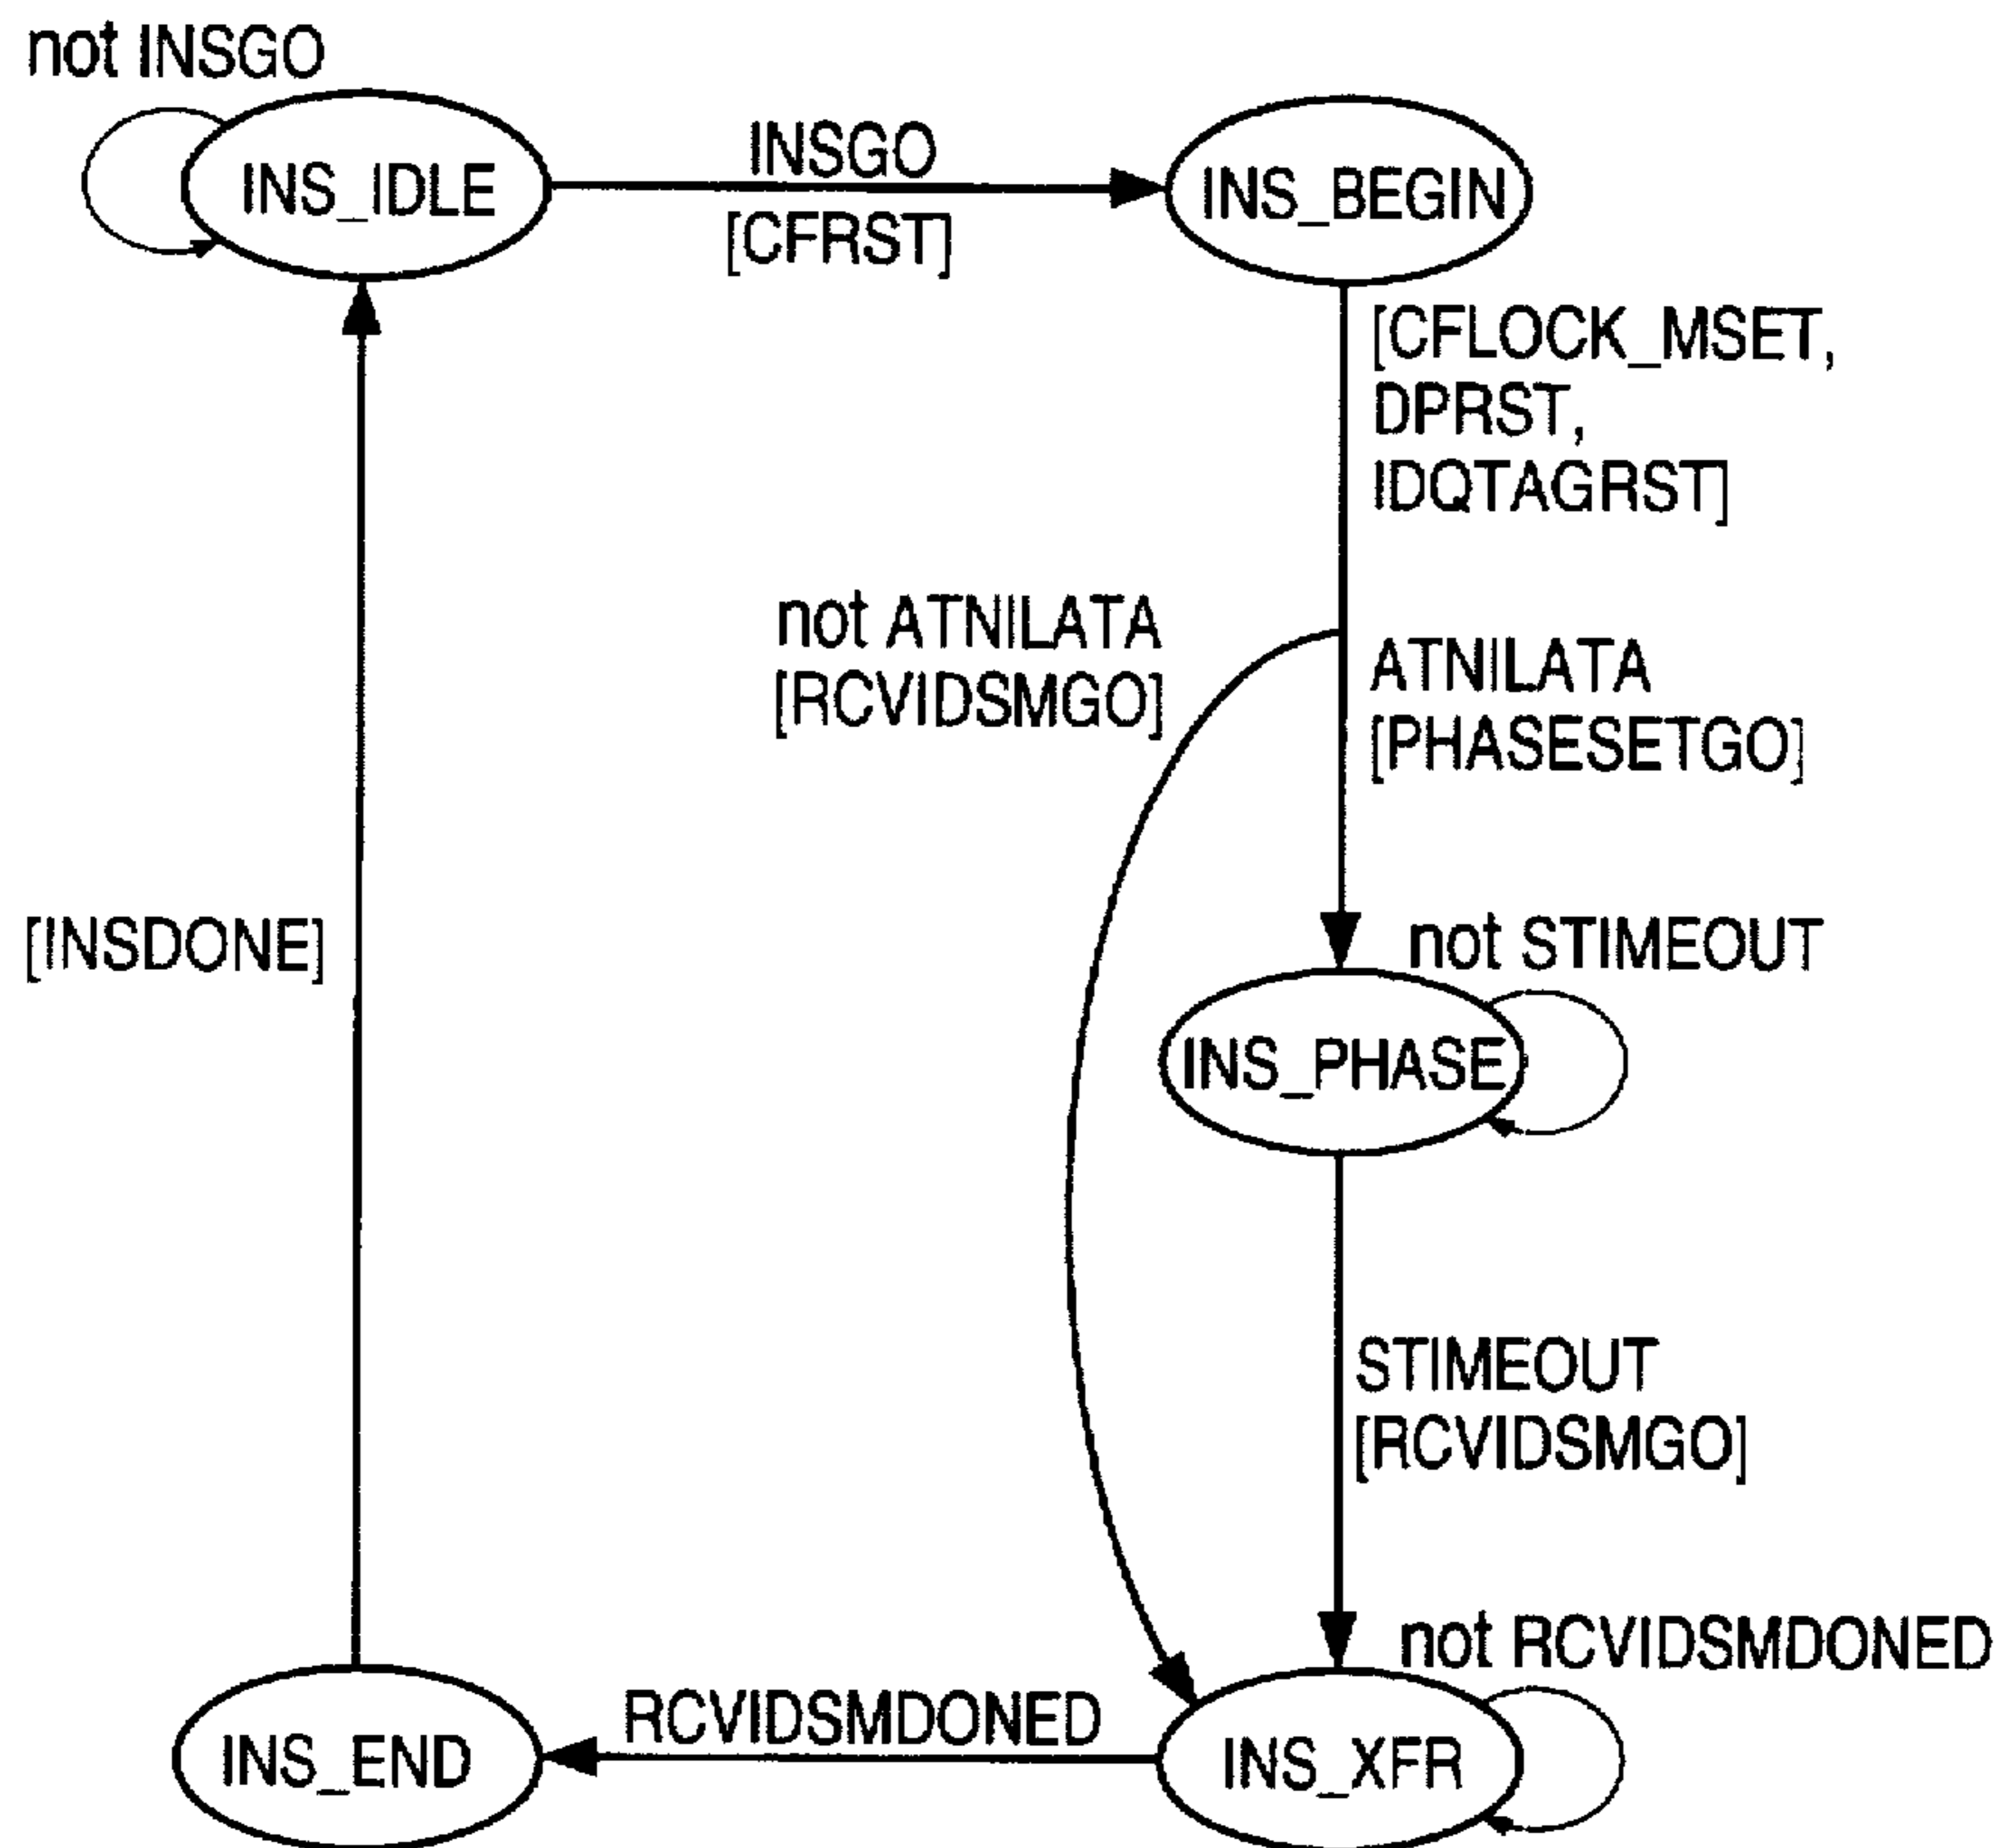 not INSGO
INS_IDLE
INSGO
[CFRST]
INS_BEGIN
[CFLOCK_MSET,
DPRST,
IDQTAGRST]
not ATNILATA
[RCVIDSMGO]
ATNILATA
[PHASESETGO]
[INSDONE]
not STIMEOUT
INS_PHASE
STIMEOUT
[RCVIDSMGO]
not RCVIDSMDONED
RCVIDSMDONED
INS_END
INS_XFR